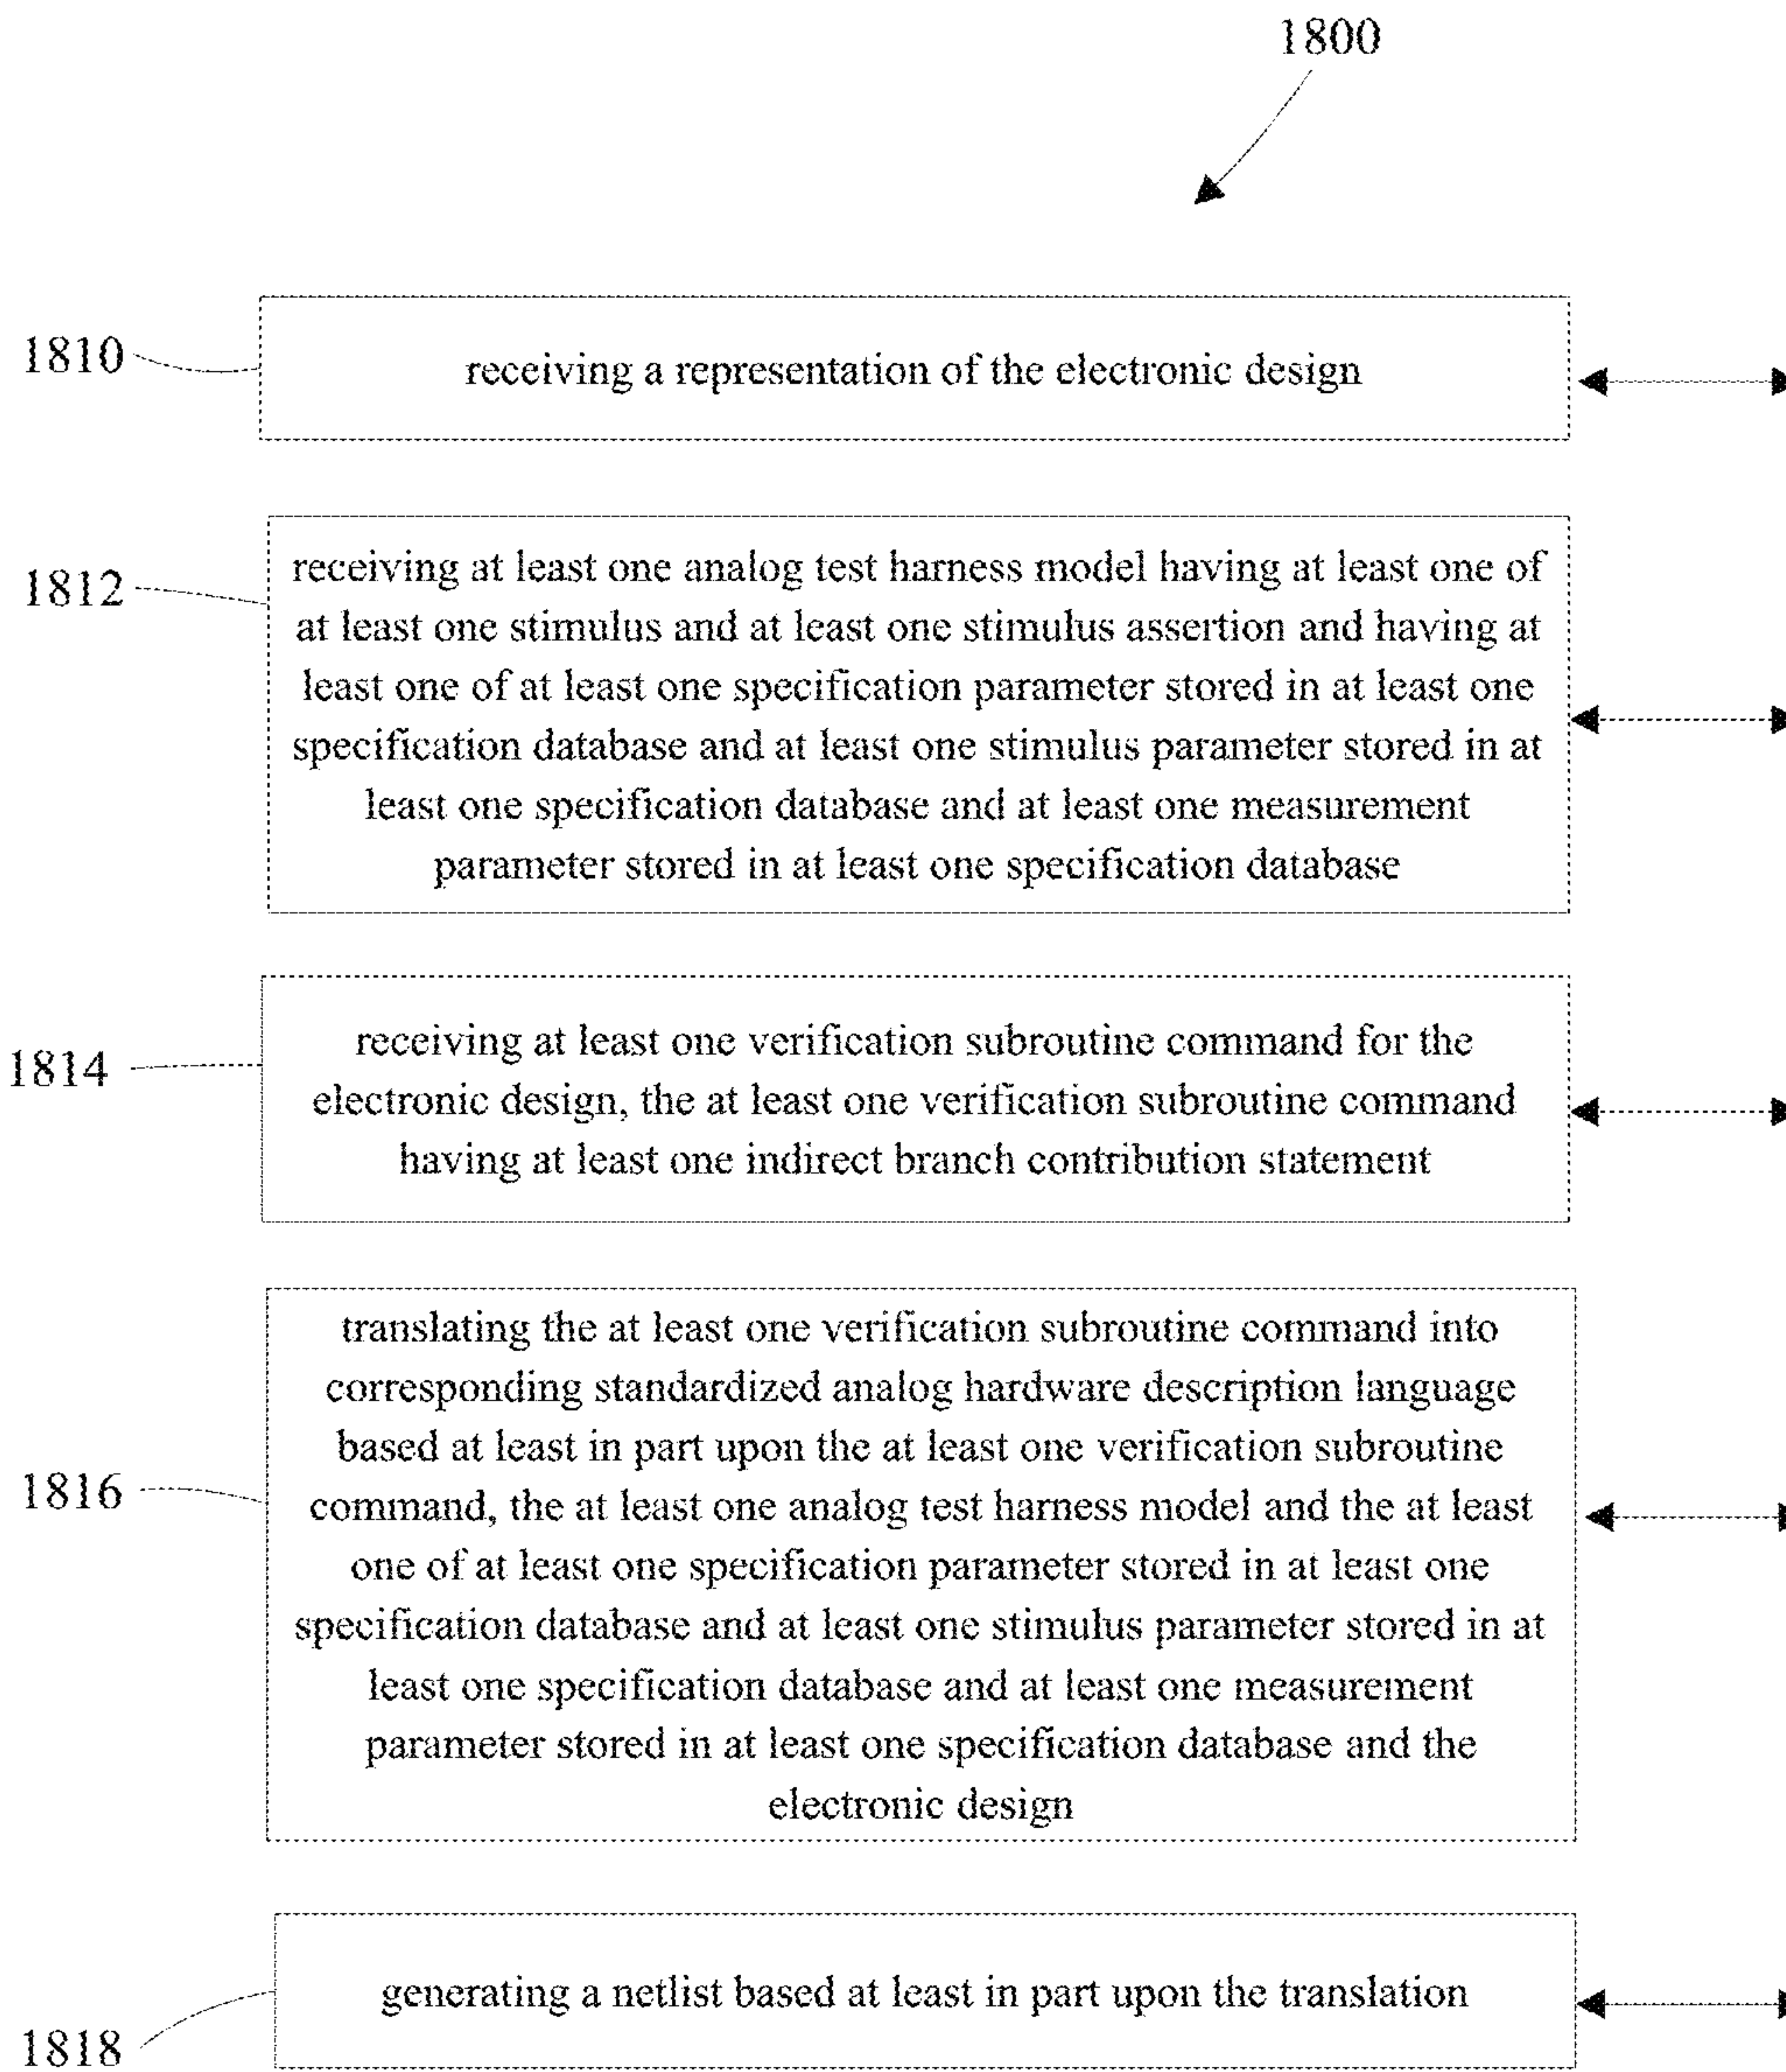 1800
1810
receiving a representation of the electronic design
1812
receiving at least one analog test harness model having at least one of
at least one stimulus and at least one stimulus assertion and having at
least one of at least one specification parameter stored in at least one
specification database and at least one stimulus parameter stored in at
least one specification database and at least one measurement
parameter stored in at least one specification database
1814
receiving at least one verification subroutine command for the
electronic design, the at least one verification subroutine command
having at least one indirect branch contribution statement
1816
translating the at least one verification subroutine command into
corresponding standardized analog hardware description language
based at least in part upon the at least one verification subroutine
command, the at least one analog test harness model and the at least
one of at least one specification parameter stored in at least one
specification database and at least one stimulus parameter stored in at
least one specification database and at least one measurement
parameter stored in at least one specification database and the
electronic design
1818
generating a netlist based at least in part upon the translation